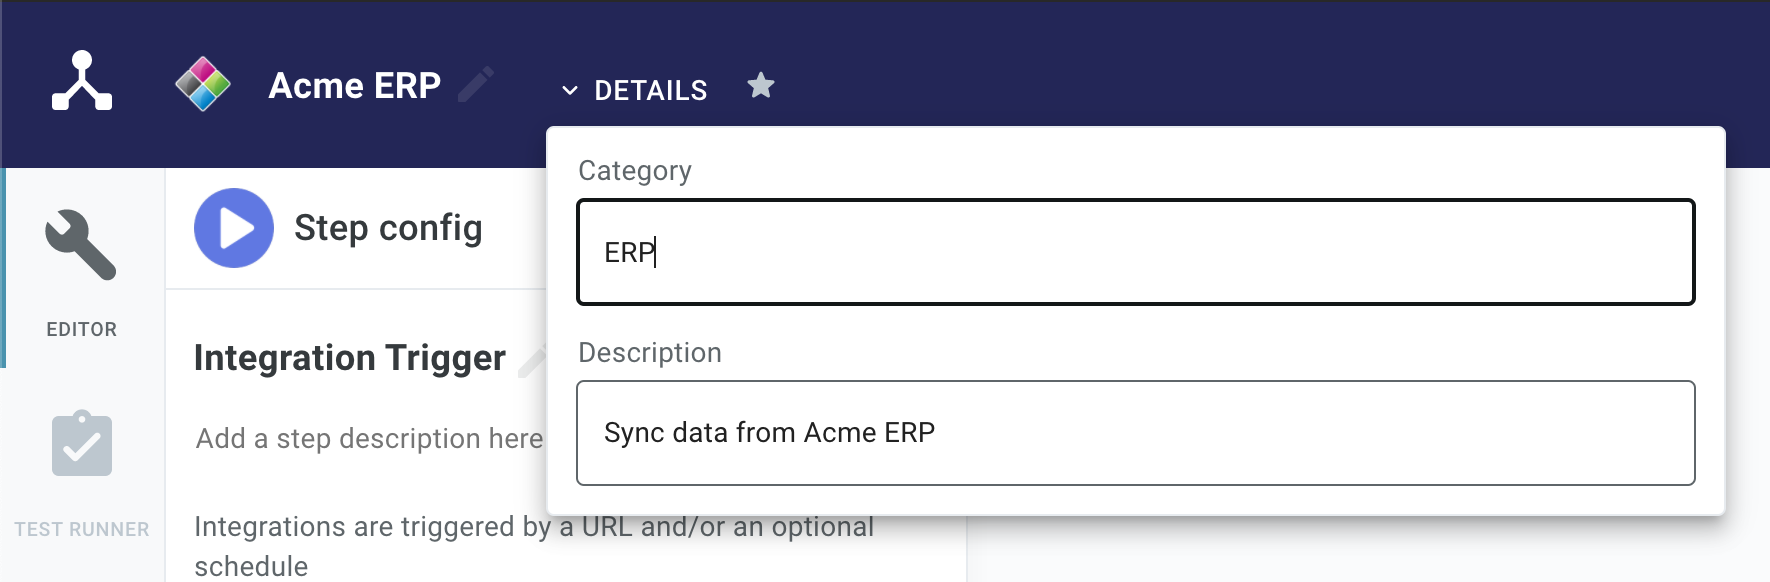 Acme ERP
DETAILS
Category
ERP
Description
Sync data from Acme ERP
Step config
EDITOR
Integration Trigger
Add a step description here
TEST RUNNER
Integrations are triggered by a URL and/or an optional
schedule